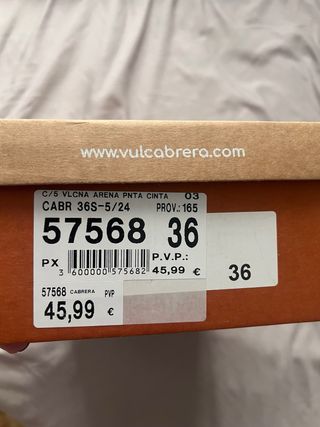 www.vulcabrera.com
C/5 VLCNA ARENA PNTA CINTA 03
CABR 36S-5/24 PROV.:165
57568 36
PX 3 600000 575682
P.V.P.:
45,99 €
36
57568 CABRERA PVP
45,99 €